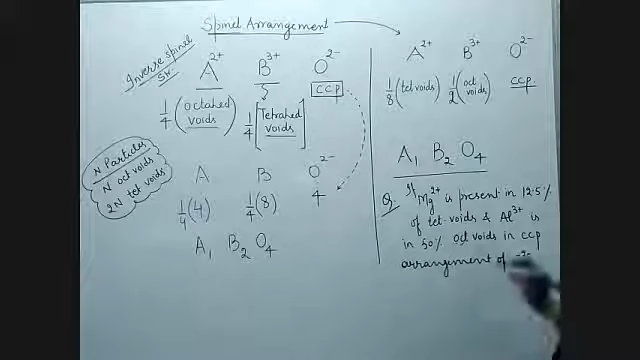 Spinel Arrangement
Inverse spinel
Str.
A2+ B3+ O2-
CCP
1/4 (octahed voids) 1/4 [Tetrahed voids]
N Particles
N oct voids
2N tet voids
A B O2-
1/4 (4) 1/4 (8) 4
A1 B2 O4
A2+ B3+ O2-
1/8 (tet voids) 1/2 (oct voids) CCP
A1 B2 O4
Q: If Mg2+ is present in 12.5%
of tet voids & Al3+ is
in 50% oct voids in ccp
arrangement of